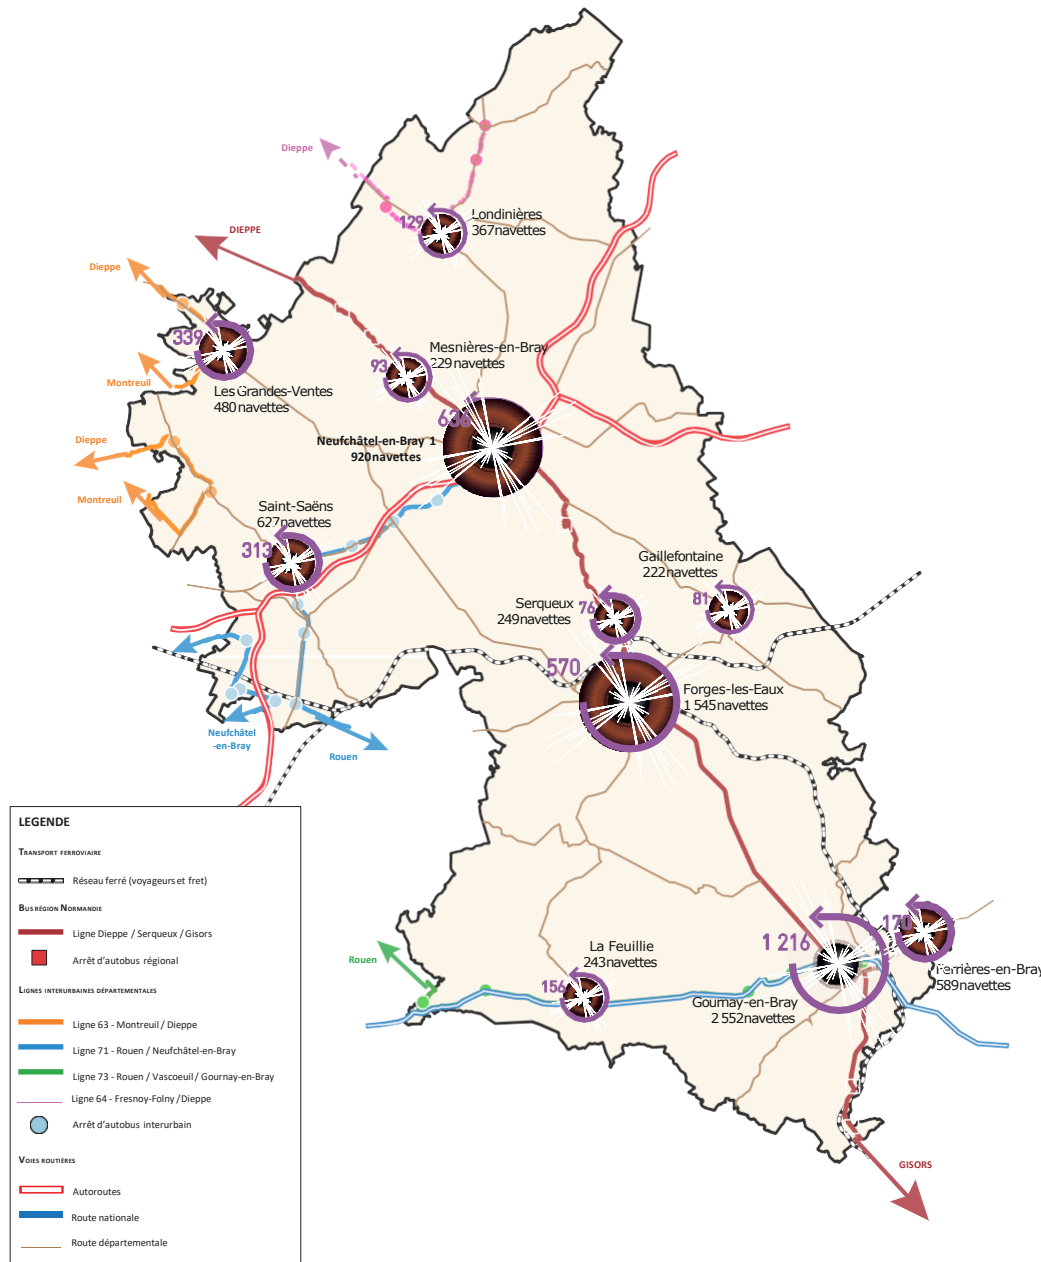 Dieppe
129
Londinières
367navettes
DIEPPE
Dieppe
339
Mesnières-en-Bray
93
229navettes
Montreuil
Les Grandes-Ventes
480navettes
636
Neufchâtel-en-Bray 1
920navettes
Dieppe
Montreuil
Saint-Saëns
627navettes
313
Gaillefontaine
222navettes
Serqueux
249navettes
76
81
570
Forges-les-Eaux
1 545navettes
Neufchâtel
-en-Bray
Rouen
LEGENDE
TRANSPORT FERROVIAIRE
Réseau ferré (voyageurs et fret)
BUS RÉGION NORMANDIE
Ligne Dieppe / Serqueux / Gisors
Arrêt d'autobus régional
LIGNES INTERURBAINES DÉPARTEMENTALES
Ligne 63 - Montreuil / Dieppe
Ligne 71 - Rouen / Neufchâtel-en-Bray
Ligne 73 - Rouen / Vascoeuil / Gournay-en-Bray
Ligne 64 - Fresnoy-Folny / Dieppe
Arrêt d'autobus interurbain
VOIES ROUTIÈRES
Autoroutes
Route nationale
Route départementale
Rouen
La Feuillie
243navettes
156
1 216
170
Ferrières-en-Bray
589navettes
Gournay-en-Bray
2 552navettes
GISORS